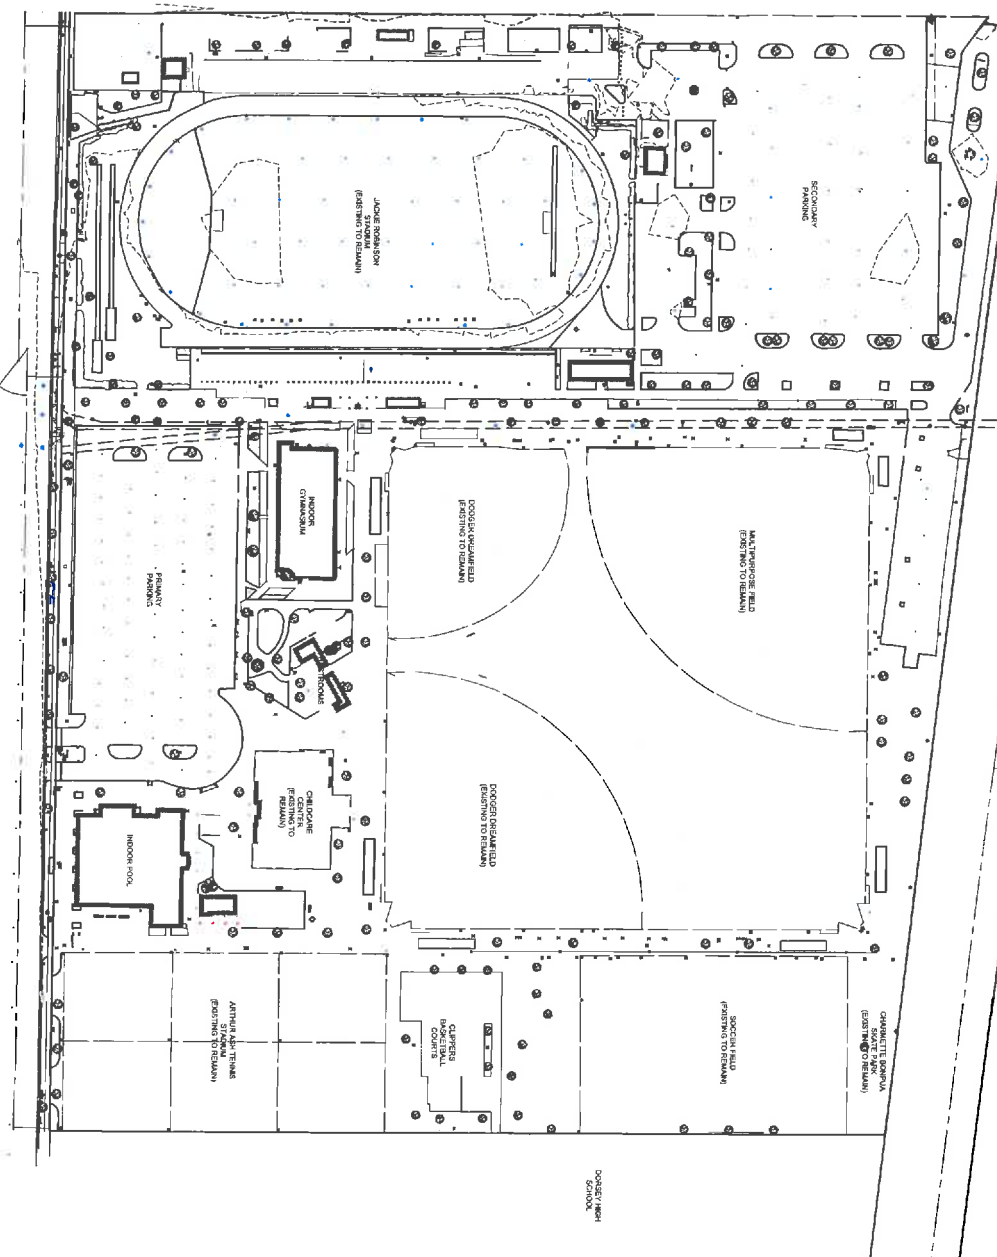 JACKIE ROBINSON
STADIUM
(EXISTING TO REMAIN)
SECONDARY
PARKING
INDOOR
GYMNASIUM
DODGER DREAMFIELD
(EXISTING TO REMAIN)
MULTIPURPOSE FIELD
(EXISTING TO REMAIN)
PRIMARY
PARKING
RESTROOMS
CHILDCARE
CENTER
(EXISTING TO
REMAIN)
DODGER DREAMFIELD
(EXISTING TO REMAIN)
INDOOR POOL
ARTHUR ASH TENNIS
STADIUM
(EXISTING TO REMAIN)
CLIPPERS
BASKETBALL
COURTS
SOCCER FIELD
(EXISTING TO REMAIN)
CHARMETTE BONPUA
SKATE PARK
(EXISTING TO REMAIN)
DORSEY HIGH
SCHOOL